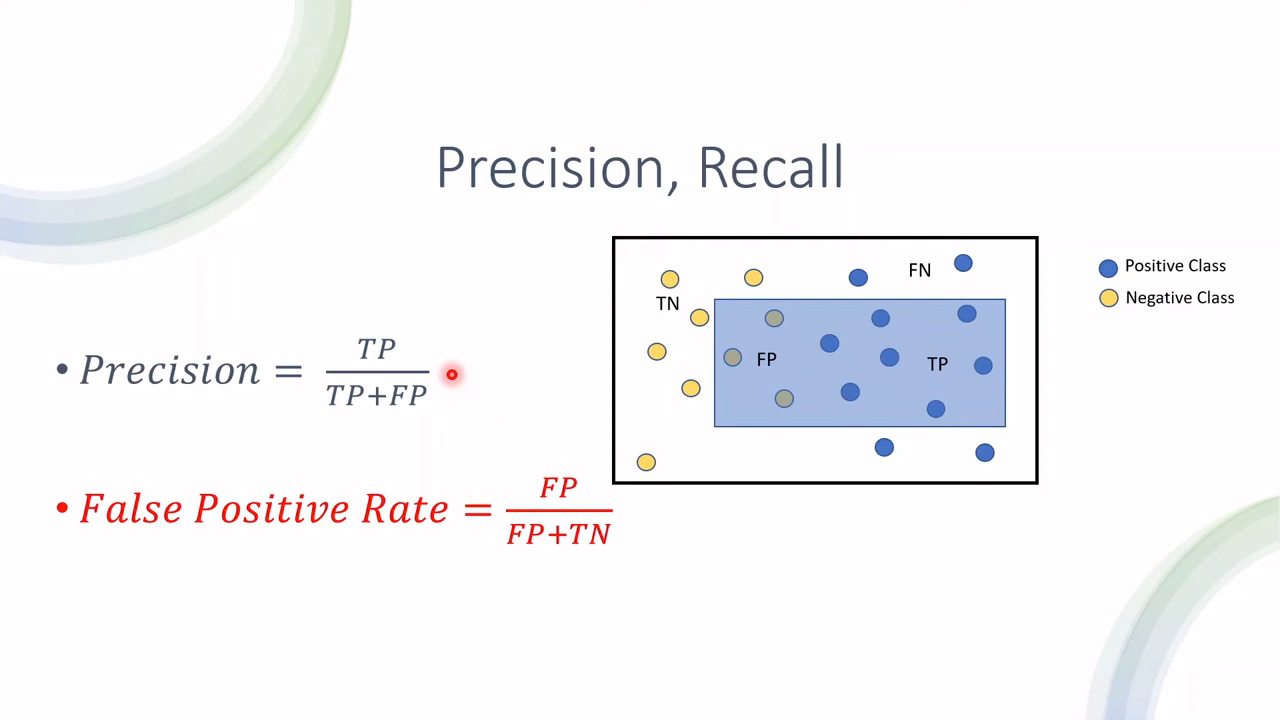 Precision, Recall
• Precision = TP / TP+FP
• False Positive Rate = FP / FP+TN
FN
TN
FP
TP
Positive Class
Negative Class